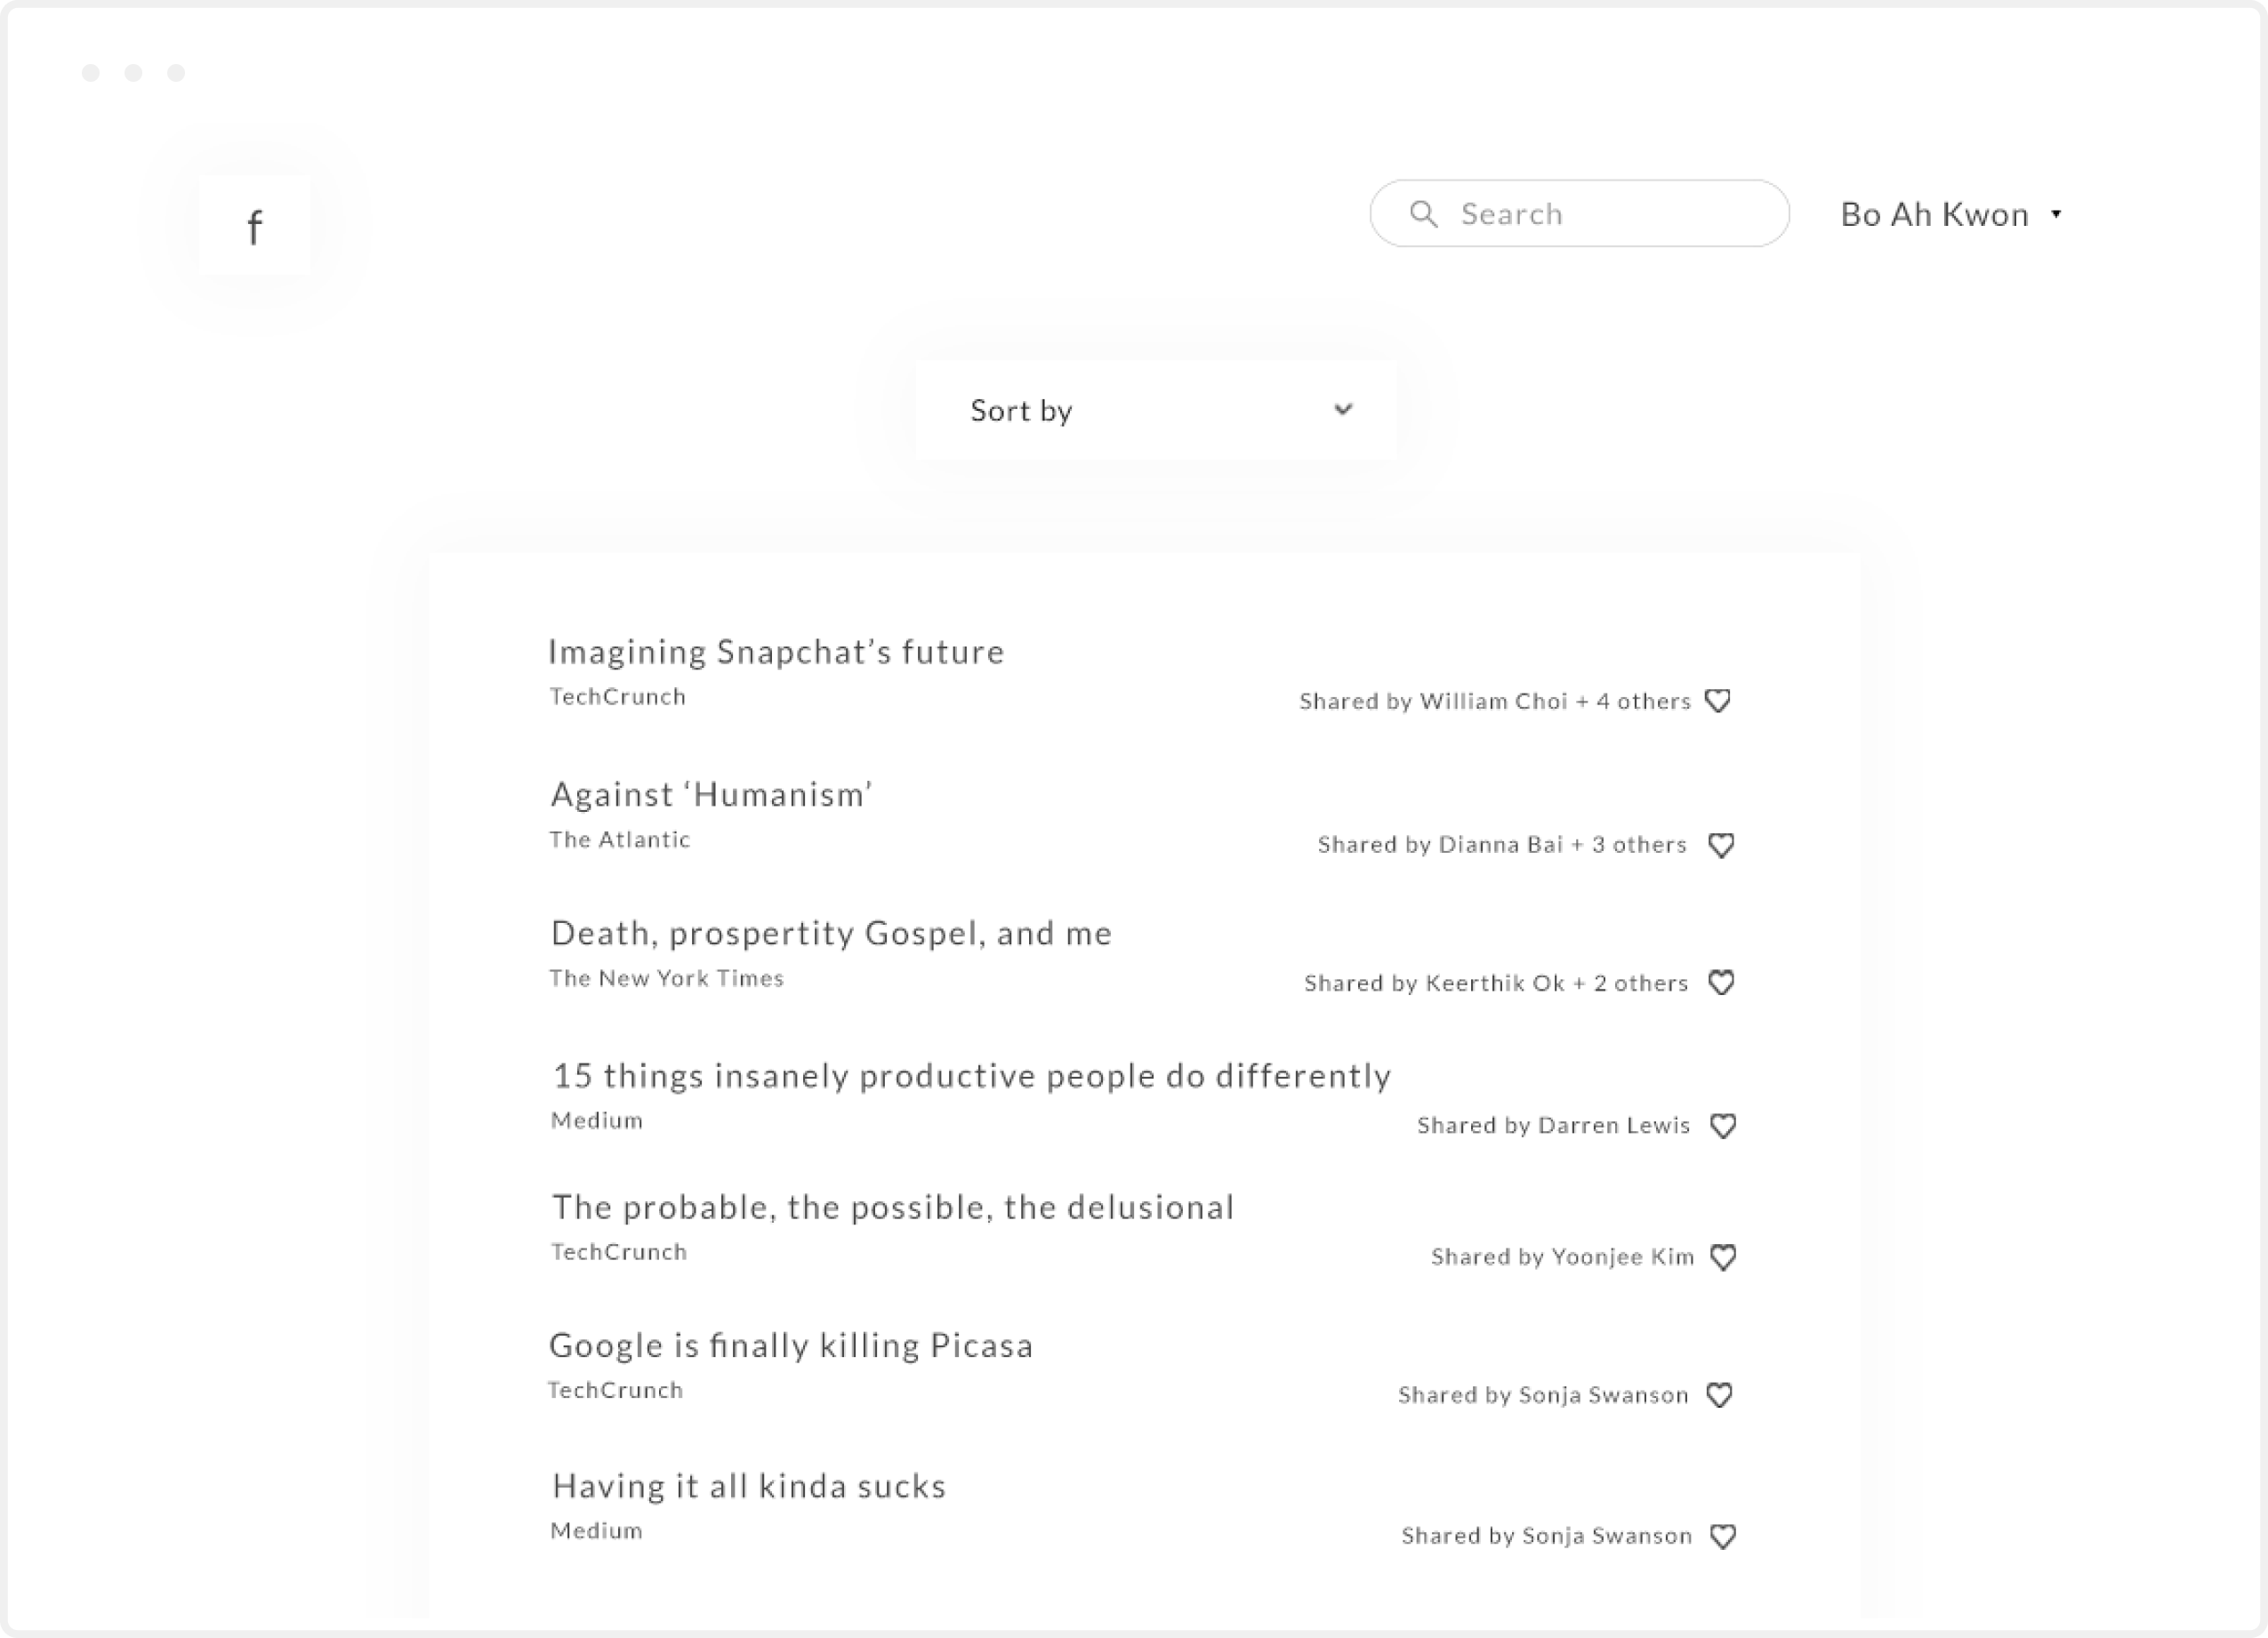 f
Search
Bo Ah Kwon
Sort by
Imagining Snapchat’s future
TechCrunch
Shared by William Choi + 4 others
Against ‘Humanism’
The Atlantic
Shared by Dianna Bai + 3 others
Death, prospertity Gospel, and me
The New York Times
Shared by Keerthik Ok + 2 others
15 things insanely productive people do differently
Medium
Shared by Darren Lewis
The probable, the possible, the delusional
TechCrunch
Shared by Yoonjee Kim
Google is finally killing Picasa
TechCrunch
Shared by Sonja Swanson
Having it all kinda sucks
Medium
Shared by Sonja Swanson